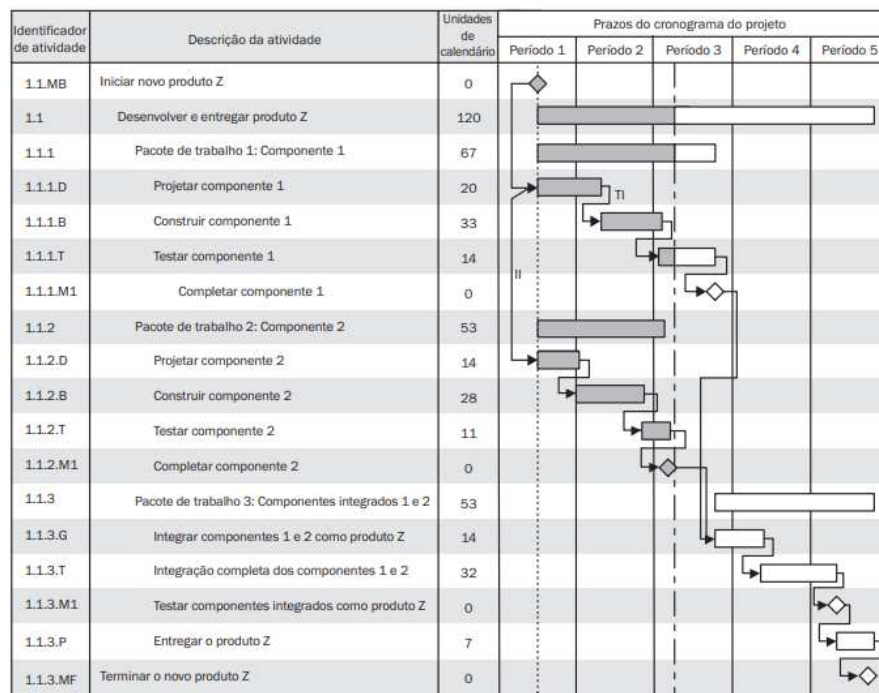 Identificador de atividade Descrição da atividade Unidades de calendário Prazos do cronograma do projeto
Período 1 Período 2 Período 3 Período 4 Período 5
1.1.MB Iniciar novo produto Z 0
1.1 Desenvolver e entregar produto Z 120
1.1.1 Pacote de trabalho 1: Componente 1 67
1.1.1.D Projetar componente 1 20 TI
1.1.1.B Construir componente 1 33
1.1.1.T Testar componente 1 14
II
1.1.1.M1 Completar componente 1 0
1.1.2 Pacote de trabalho 2: Componente 2 53
1.1.2.D Projetar componente 2 14
1.1.2.B Construir componente 2 28
1.1.2.T Testar componente 2 11
1.1.2.M1 Completar componente 2 0
1.1.3 Pacote de trabalho 3: Componentes integrados 1 e 2 53
1.1.3.G Integrar componentes 1 e 2 como produto Z 14
1.1.3.T Integração completa dos componentes 1 e 2 32
1.1.3.M1 Testar componentes integrados como produto Z 0
1.1.3.P Entregar o produto Z 7
1.1.3.MF Terminar o novo produto Z 0